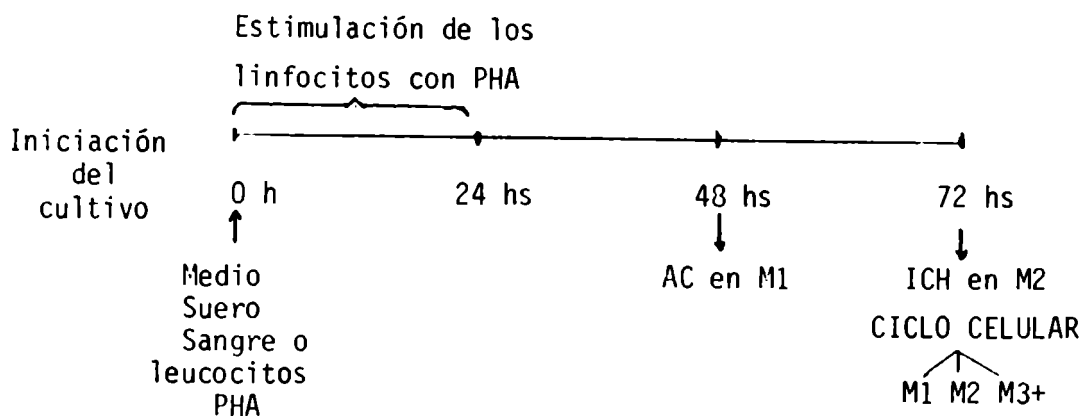 Estimulación de los
linfocitos con PHA
Iniciación
del
cultivo
0 h
24 hs
48 hs
72 hs
Medio
Suero
Sangre o
leucocitos
PHA
AC en M1
ICH en M2
CICLO CELULAR
M1 M2 M3+